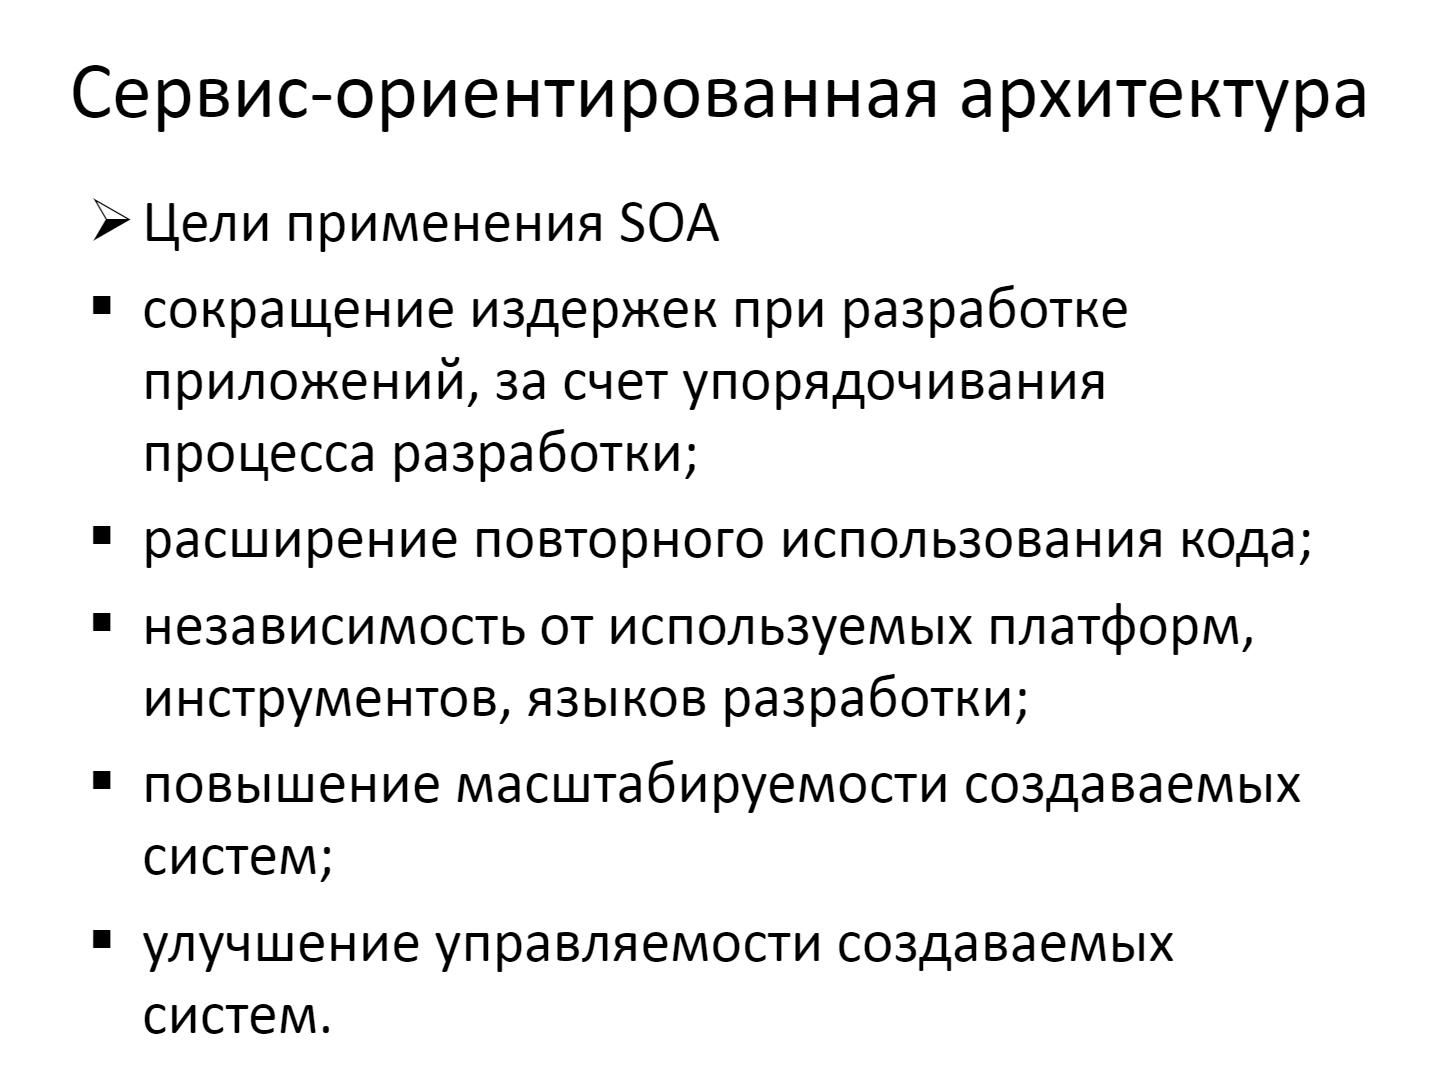 Сервис-ориентированная архитектура
Цели применения SOA
сокращение издержек при разработке
приложений, за счет упорядочивания
процесса разработки;
расширение повторного использования кода;
независимость от используемых платформ,
инструментов, языков разработки;
повышение масштабируемости создаваемых
систем;
улучшение управляемости создаваемых
систем.